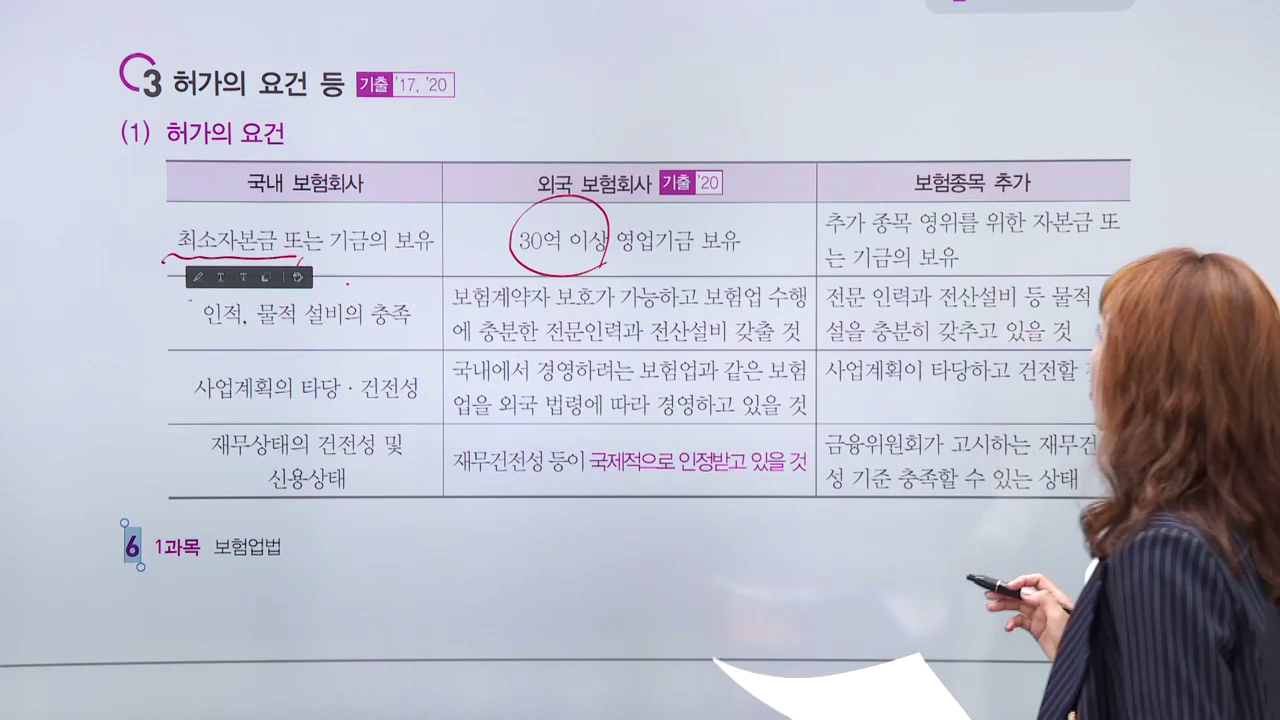 3 허가의 요건 등 기출 '17, '20
(1) 허가의 요건
국내 보험회사
외국 보험회사 기출 '20
보험종목 추가
최소자본금 또는 기금의 보유
30억 이상 영업기금 보유
추가 종목 영위를 위한 자본금 또
는 기금의 보유
인적, 물적 설비의 충족
보험계약자 보호가 가능하고 보험업 수행
에 충분한 전문인력과 전산설비 갖출 것
전문 인력과 전산설비 등 물적
설을 충분히 갖추고 있을 것
사업계획의 타당·건전성
국내에서 경영하려는 보험업과 같은 보험
업을 외국 법령에 따라 경영하고 있을 것
사업계획이 타당하고 건전할
재무상태의 건전성 및
신용상태
재무건전성 등이 국제적으로 인정받고 있을 것
금융위원회가 고시하는 재무건
성 기준 충족할 수 있는 상태
6 1과목 보험업법